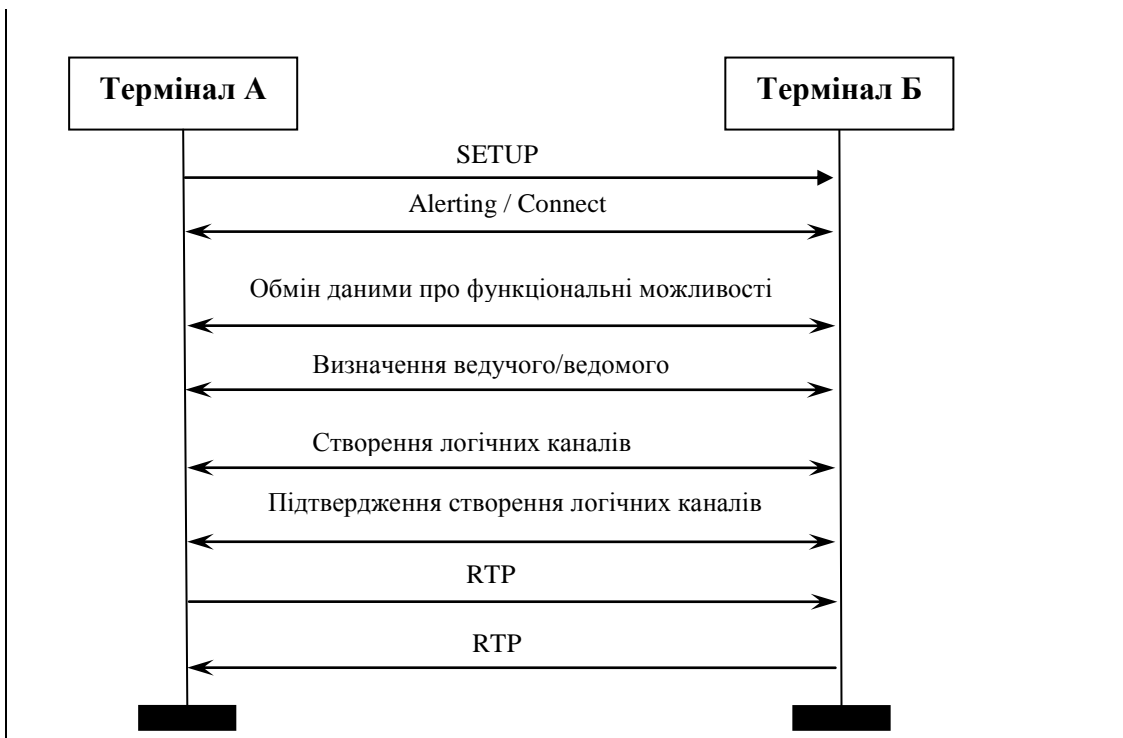 Термінал А
Термінал Б
SETUP
Alerting / Connect
Обмін даними про функціональні можливості
Визначення ведучого/ведомого
Створення логічних каналів
Підтвердження створення логічних каналів
RTP
RTP